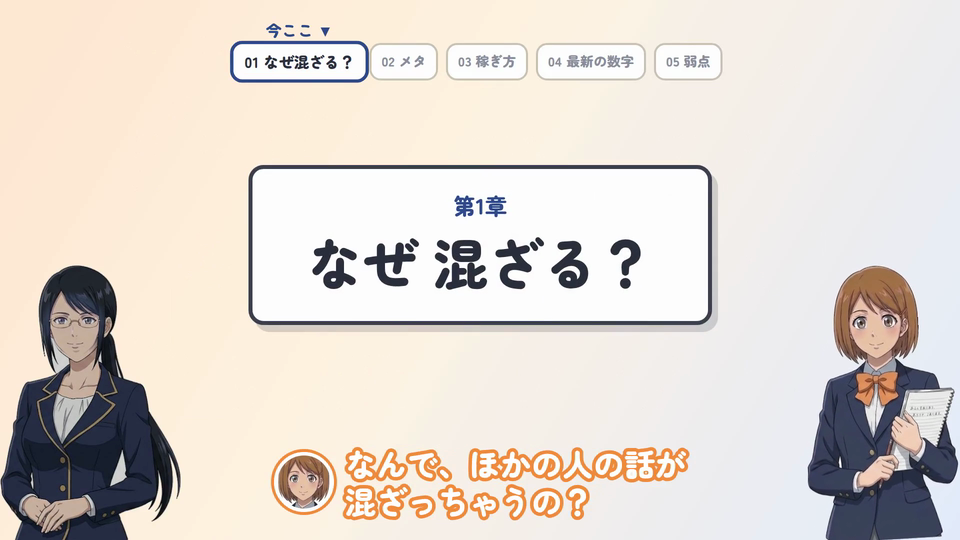 今ここ ▼
01 なぜ混ざる？
02 メタ
03 稼ぎ方
04 最新の数字
05 弱点
第1章
なぜ 混ざる？
なんで、ほかの人の話が
混ざっちゃうの？